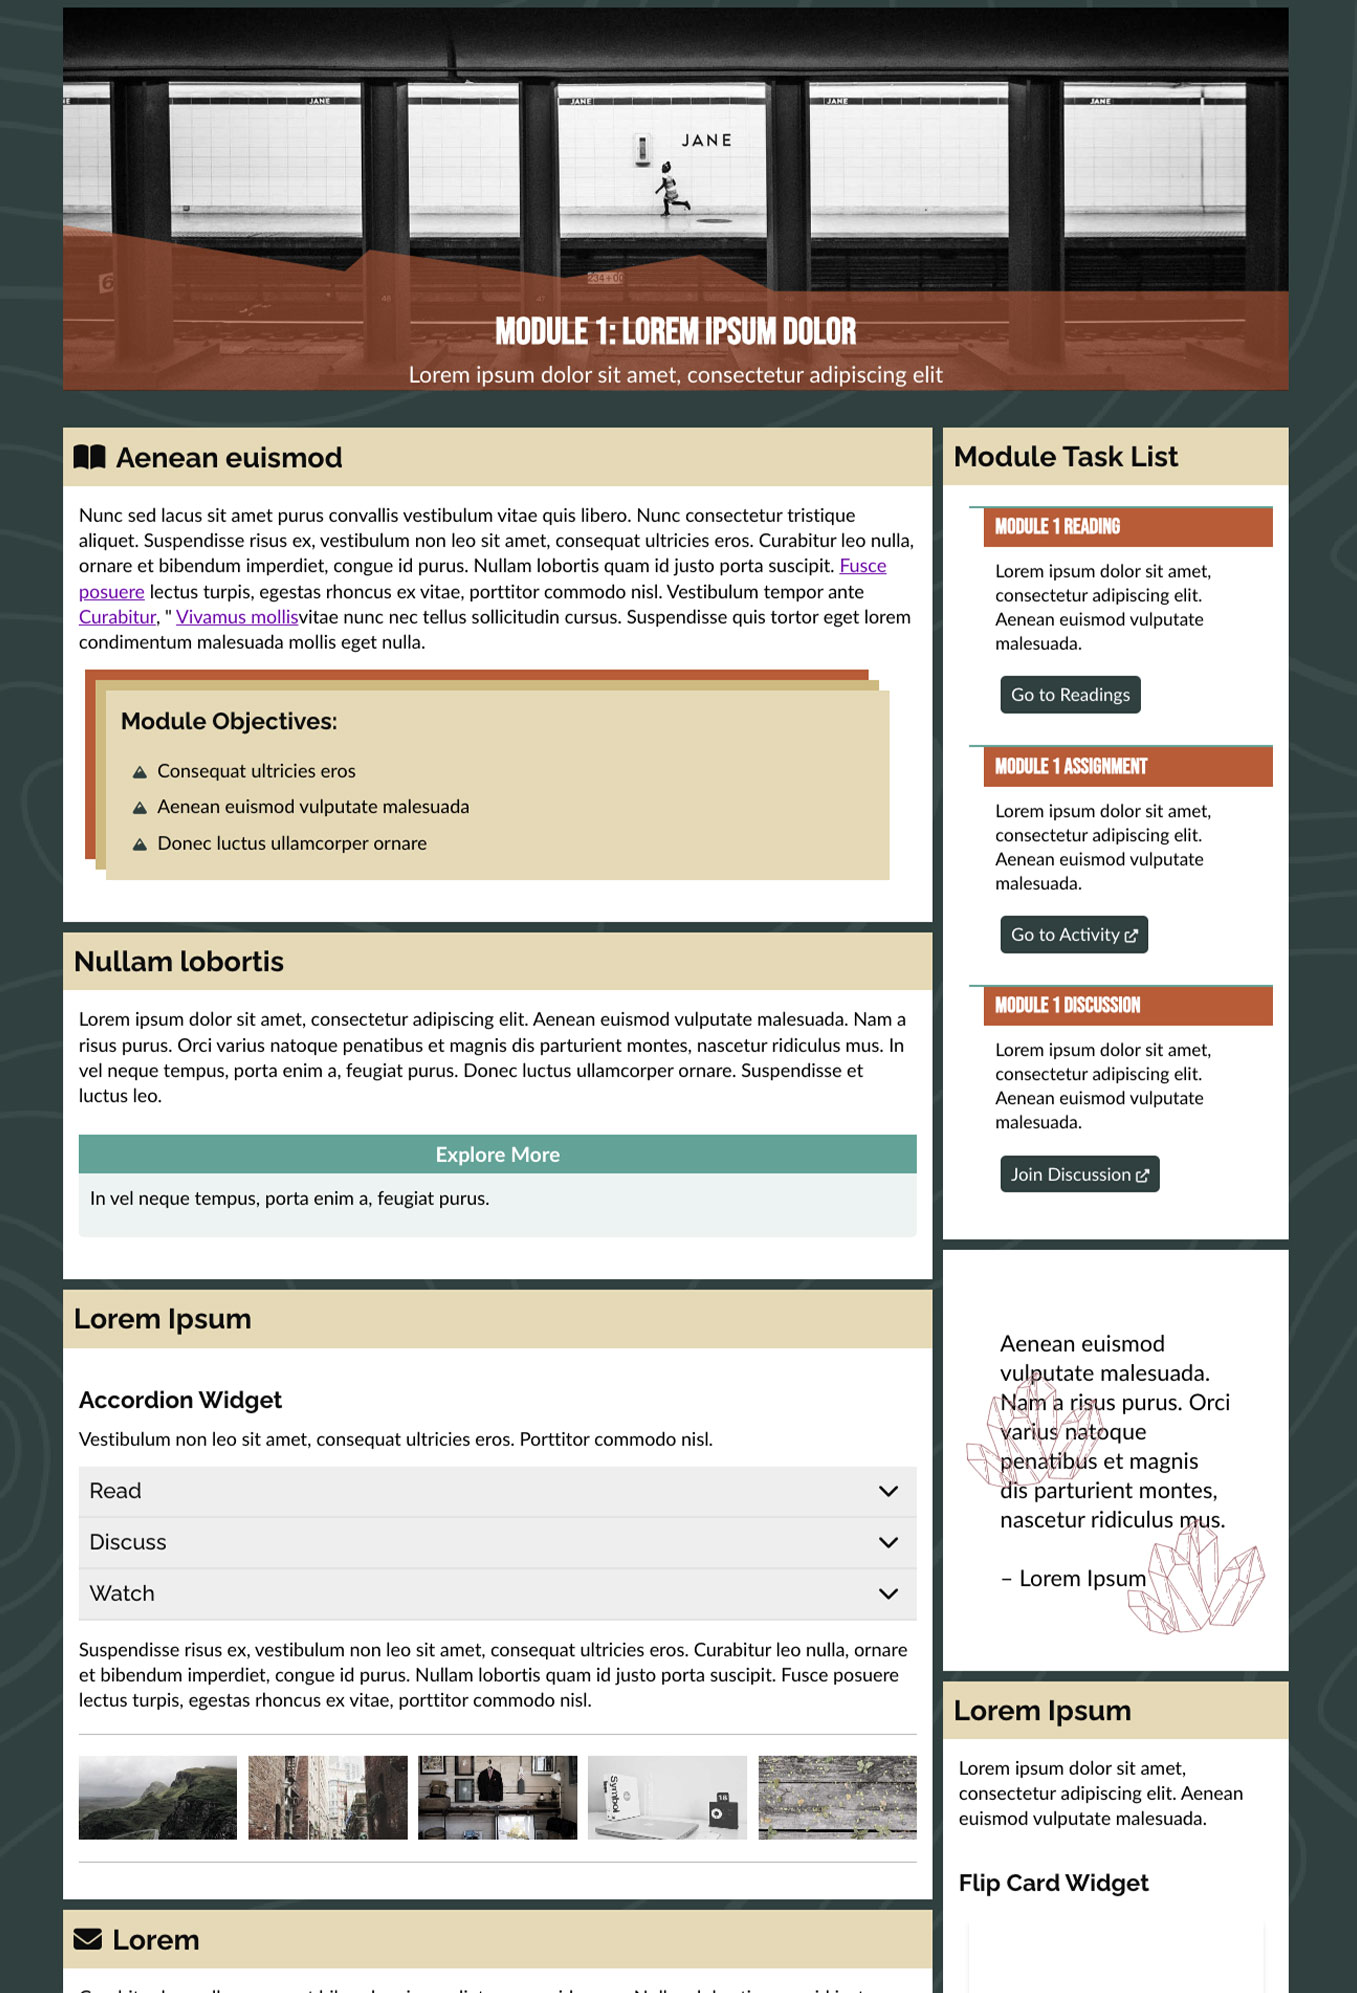 JANE
JANE
JANE
JANE
JANE
6
234+00
46
47
48
MODULE 1: LOREM IPSUM DOLOR
Lorem ipsum dolor sit amet, consectetur adipiscing elit
Aenean euismod
Nunc sed lacus sit amet purus convallis vestibulum vitae quis libero. Nunc consectetur tristique
aliquet. Suspendisse risus ex, vestibulum non leo sit amet, consequat ultricies eros. Curabitur leo nulla,
ornare et bibendum imperdiet, congue id purus. Nullam lobortis quam id justo porta suscipit. Fusce
posuere lectus turpis, egestas rhoncus ex vitae, porttitor commodo nisl. Vestibulum tempor ante
Curabitur, " Vivamus mollisvitae nunc nec tellus sollicitudin cursus. Suspendisse quis tortor eget lorem
condimentum malesuada mollis eget nulla.
Module Objectives:
Consequat ultricies eros
Aenean euismod vulputate malesuada
Donec luctus ullamcorper ornare
Nullam lobortis
Lorem ipsum dolor sit amet, consectetur adipiscing elit. Aenean euismod vulputate malesuada. Nam a
risus purus. Orci varius natoque penatibus et magnis dis parturient montes, nascetur ridiculus mus. In
vel neque tempus, porta enim a, feugiat purus. Donec luctus ullamcorper ornare. Suspendisse et
luctus leo.
Explore More
In vel neque tempus, porta enim a, feugiat purus.
Lorem Ipsum
Accordion Widget
Vestibulum non leo sit amet, consequat ultricies eros. Porttitor commodo nisl.
Read
Discuss
Watch
Suspendisse risus ex, vestibulum non leo sit amet, consequat ultricies eros. Curabitur leo nulla, ornare
et bibendum imperdiet, congue id purus. Nullam lobortis quam id justo porta suscipit. Fusce posuere
lectus turpis, egestas rhoncus ex vitae, porttitor commodo nisl.
Symbol
18
Lorem
Module Task List
MODULE 1 READING
Lorem ipsum dolor sit amet,
consectetur adipiscing elit.
Aenean euismod vulputate
malesuada.
Go to Readings
MODULE 1 ASSIGNMENT
Lorem ipsum dolor sit amet,
consectetur adipiscing elit.
Aenean euismod vulputate
malesuada.
Go to Activity
MODULE 1 DISCUSSION
Lorem ipsum dolor sit amet,
consectetur adipiscing elit.
Aenean euismod vulputate
malesuada.
Join Discussion
Aenean euismod
vulputate malesuada.
Nam a risus purus. Orci
varius natoque
penatibus et magnis
dis parturient montes,
nascetur ridiculus mus.
– Lorem Ipsum
Lorem Ipsum
Lorem ipsum dolor sit amet,
consectetur adipiscing elit. Aenean
euismod vulputate malesuada.
Flip Card Widget